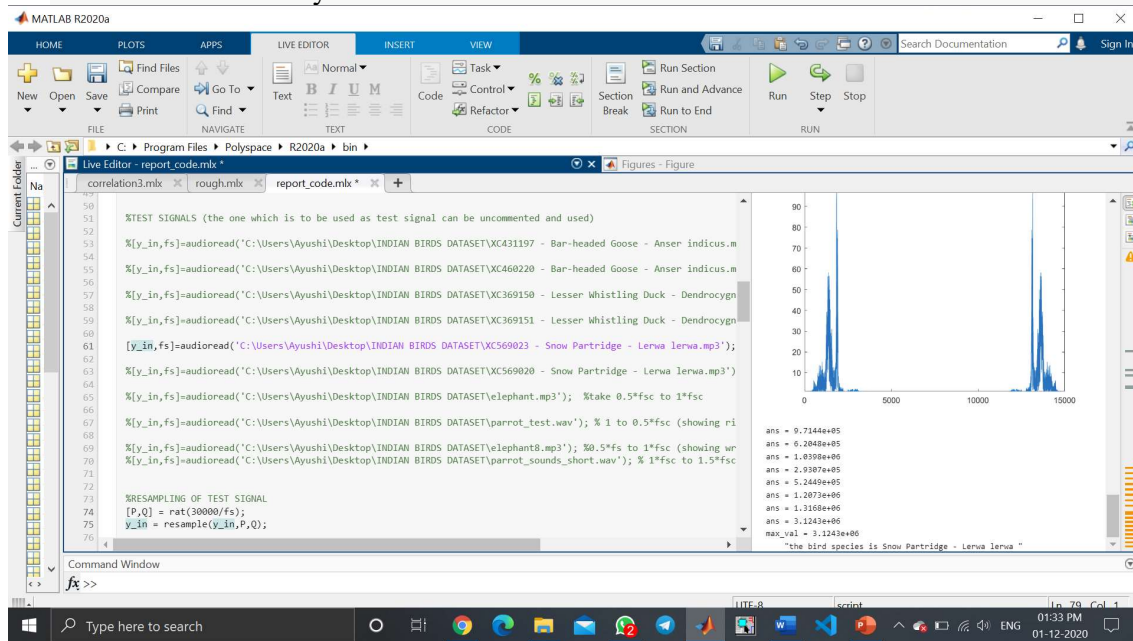 MATLAB R2020a
HOME PLOTS APPS LIVE EDITOR INSERT VIEW Search Documentation Sign In
New Open Save Find Files Compare Print
Go To Find
Text Normal B I U M
Code Task Control Refactor
Section Break Run Section Run and Advance Run to End
Run Step Stop
FILE NAVIGATE TEXT CODE SECTION RUN
C: ▸ Program Files ▸ Polyspace ▸ R2020a ▸ bin ▸
Current Folder
Na
Live Editor - report_code.mlx *
Figures - Figure
correlation3.mlx rough.mlx report_code.mlx * +
50
51 %TEST SIGNALS (the one which is to be used as test signal can be uncommented and used)
52
53 %[y_in,fs]=audioread('C:\Users\Ayushi\Desktop\INDIAN BIRDS DATASET\XC431197 - Bar-headed Goose - Anser indicus.m
54
55 %[y_in,fs]=audioread('C:\Users\Ayushi\Desktop\INDIAN BIRDS DATASET\XC460220 - Bar-headed Goose - Anser indicus.m
56
57 %[y_in,fs]=audioread('C:\Users\Ayushi\Desktop\INDIAN BIRDS DATASET\XC369150 - Lesser Whistling Duck - Dendrocygn
58
59 %[y_in,fs]=audioread('C:\Users\Ayushi\Desktop\INDIAN BIRDS DATASET\XC369151 - Lesser Whistling Duck - Dendrocygn
60
61 [y_in,fs]=audioread('C:\Users\Ayushi\Desktop\INDIAN BIRDS DATASET\XC569023 - Snow Partridge - Lerwa lerwa.mp3');
62
63 %[y_in,fs]=audioread('C:\Users\Ayushi\Desktop\INDIAN BIRDS DATASET\XC569020 - Snow Partridge - Lerwa lerwa.mp3')
64
65 %[y_in,fs]=audioread('C:\Users\Ayushi\Desktop\INDIAN BIRDS DATASET\elephant.mp3'); %take 0.5*fsc to 1*fsc
66
67 %[y_in,fs]=audioread('C:\Users\Ayushi\Desktop\INDIAN BIRDS DATASET\parrot_test.wav'); % 1 to 0.5*fsc (showing ri
68
69 %[y_in,fs]=audioread('C:\Users\Ayushi\Desktop\INDIAN BIRDS DATASET\elephant8.mp3'); %0.5*fs to 1*fsc (showing wr
70 %[y_in,fs]=audioread('C:\Users\Ayushi\Desktop\INDIAN BIRDS DATASET\parrot_sounds_short.wav'); % 1*fsc to 1.5*fsc
71
72
73 %RESAMPLING OF TEST SIGNAL
74 [P,Q] = rat(30000/fs);
75 y_in = resample(y_in,P,Q);
76
90
80
70
60
50
40
30
20
10
0 5000 10000 15000
ans = 9.7144e+05
ans = 6.2048e+05
ans = 1.0398e+06
ans = 2.9307e+05
ans = 5.2449e+05
ans = 1.2073e+06
ans = 1.3168e+06
ans = 3.1243e+06
max_val = 3.1243e+06
"the bird species is Snow Partridge - Lerwa lerwa "
Command Window
fx >>
UTF-8 script Ln 79 Col 1
Type here to search
2
ENG
01:33 PM
01-12-2020